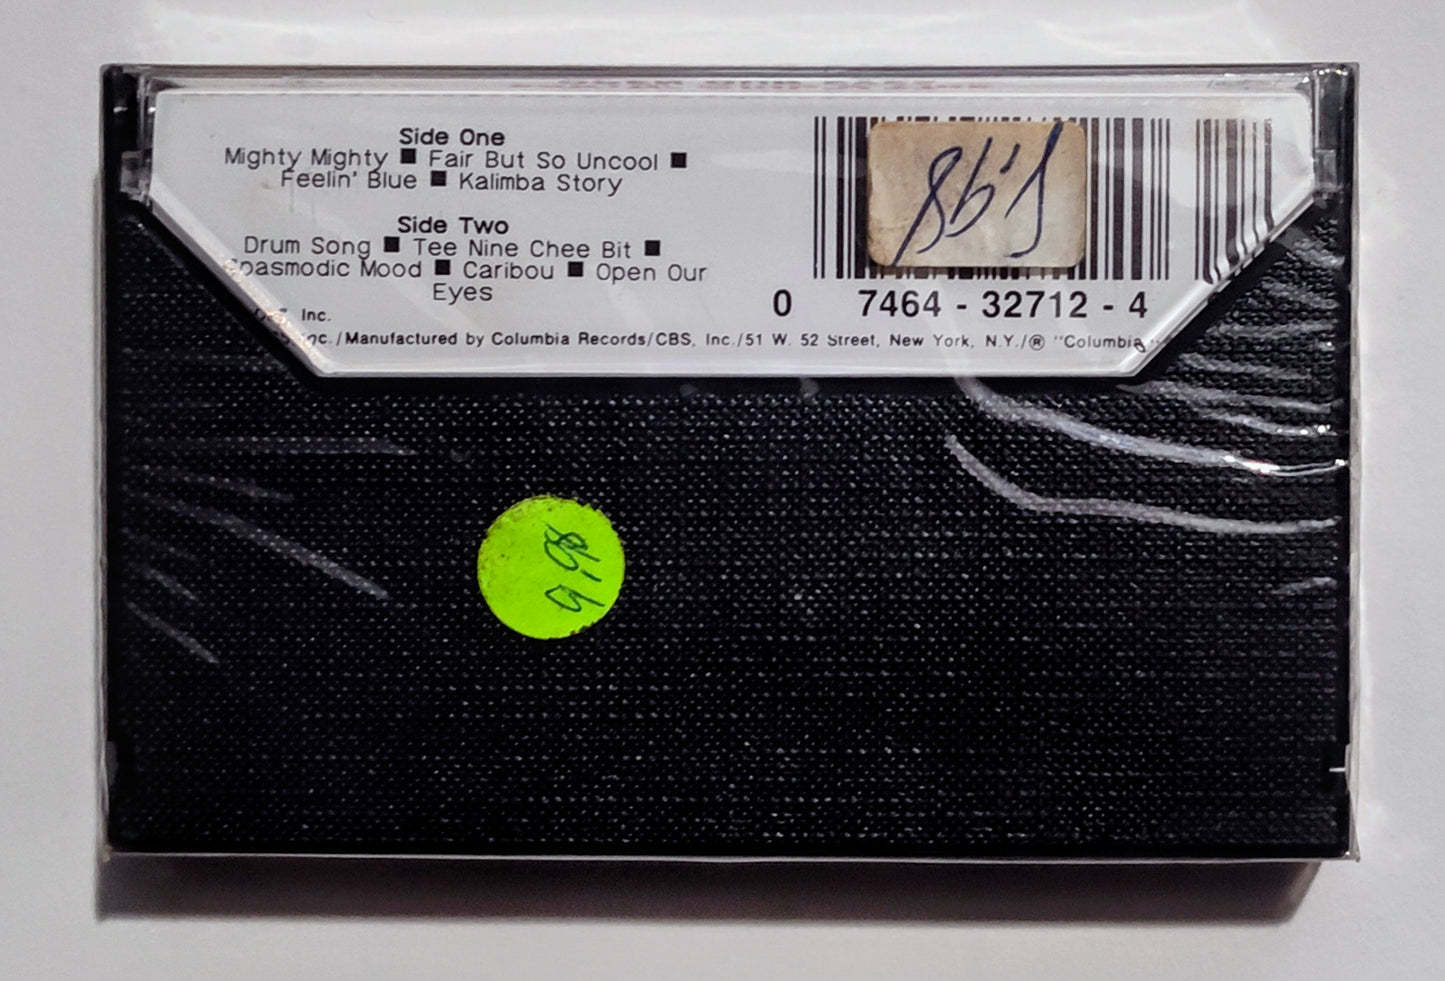 Side One
Mighty Mighty ■ Fair But So Uncool ■
Feelin' Blue ■ Kalimba Story
Side Two
Drum Song ■ Tee Nine Chee Bit ■
Spasmodic Mood ■ Caribou ■ Open Our
Eyes
Inc.
Inc./Manufactured by Columbia Records/CBS, Inc./51 W. 52 Street, New York, N.Y./® "Columbia,"
0 7464 - 32712 - 4